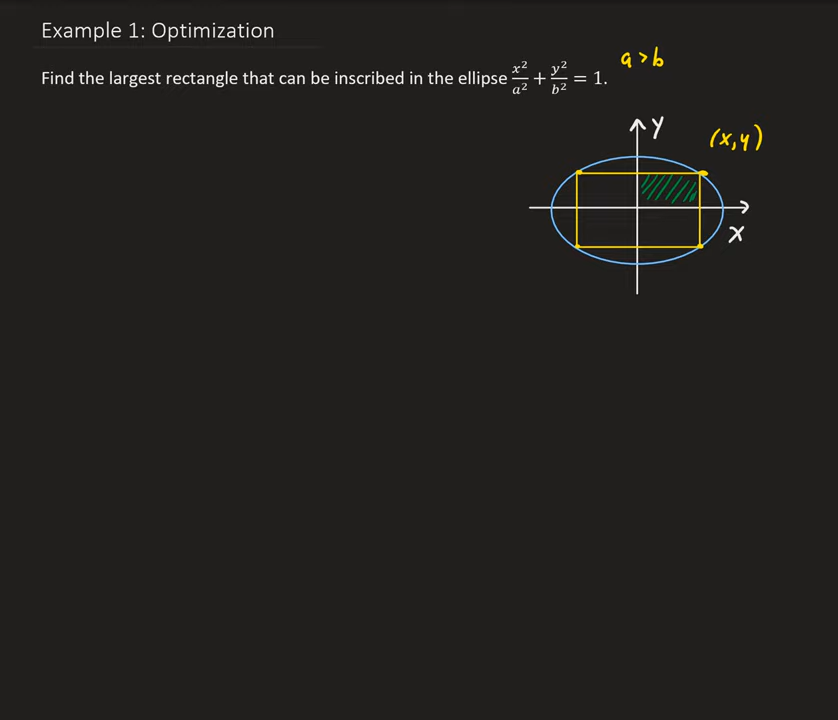 Example 1: Optimization
Find the largest rectangle that can be inscribed in the ellipse x²/a² + y²/b² = 1.
a > b
y
(x, y)
x